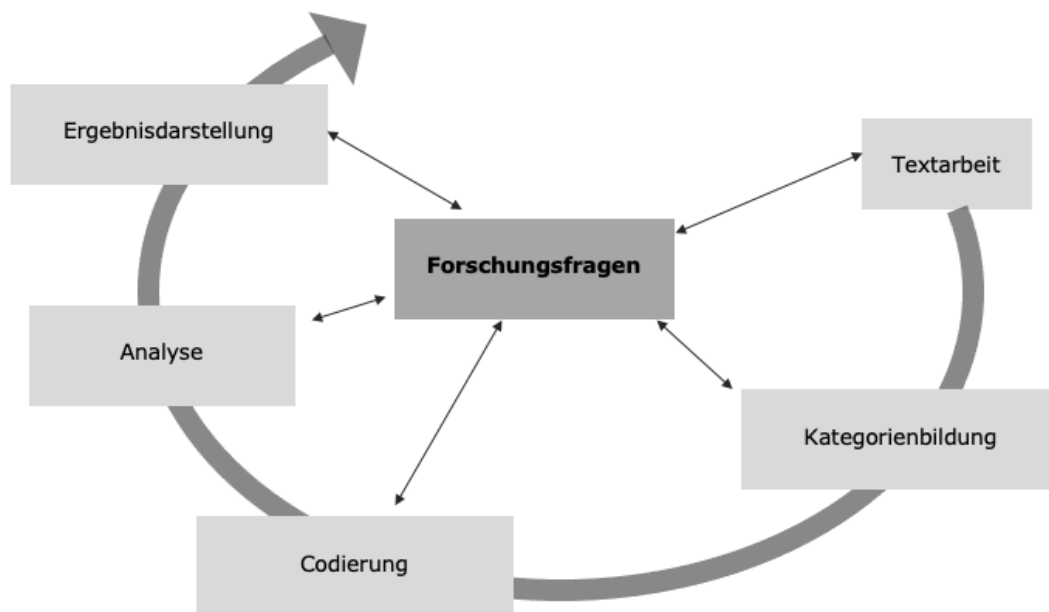 Ergebnisdarstellung
Textarbeit
Forschungsfragen
Analyse
Kategorienbildung
Codierung